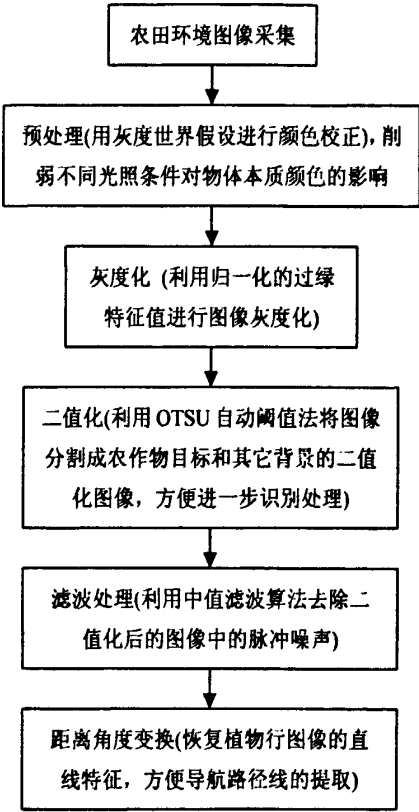 农田环境图像采集
预处理(用灰度世界假设进行颜色校正)，削
弱不同光照条件对物体本质颜色的影响
灰度化 (利用归一化的过绿
特征值进行图像灰度化)
二值化(利用 OTSU 自动阈值法将图像
分割成农作物目标和其它背景的二值
化图像，方便进一步识别处理)
滤波处理(利用中值滤波算法去除二
值化后的图像中的脉冲噪声)
距离角度变换(恢复植物行图像的直
线特征，方便导航路径线的提取)